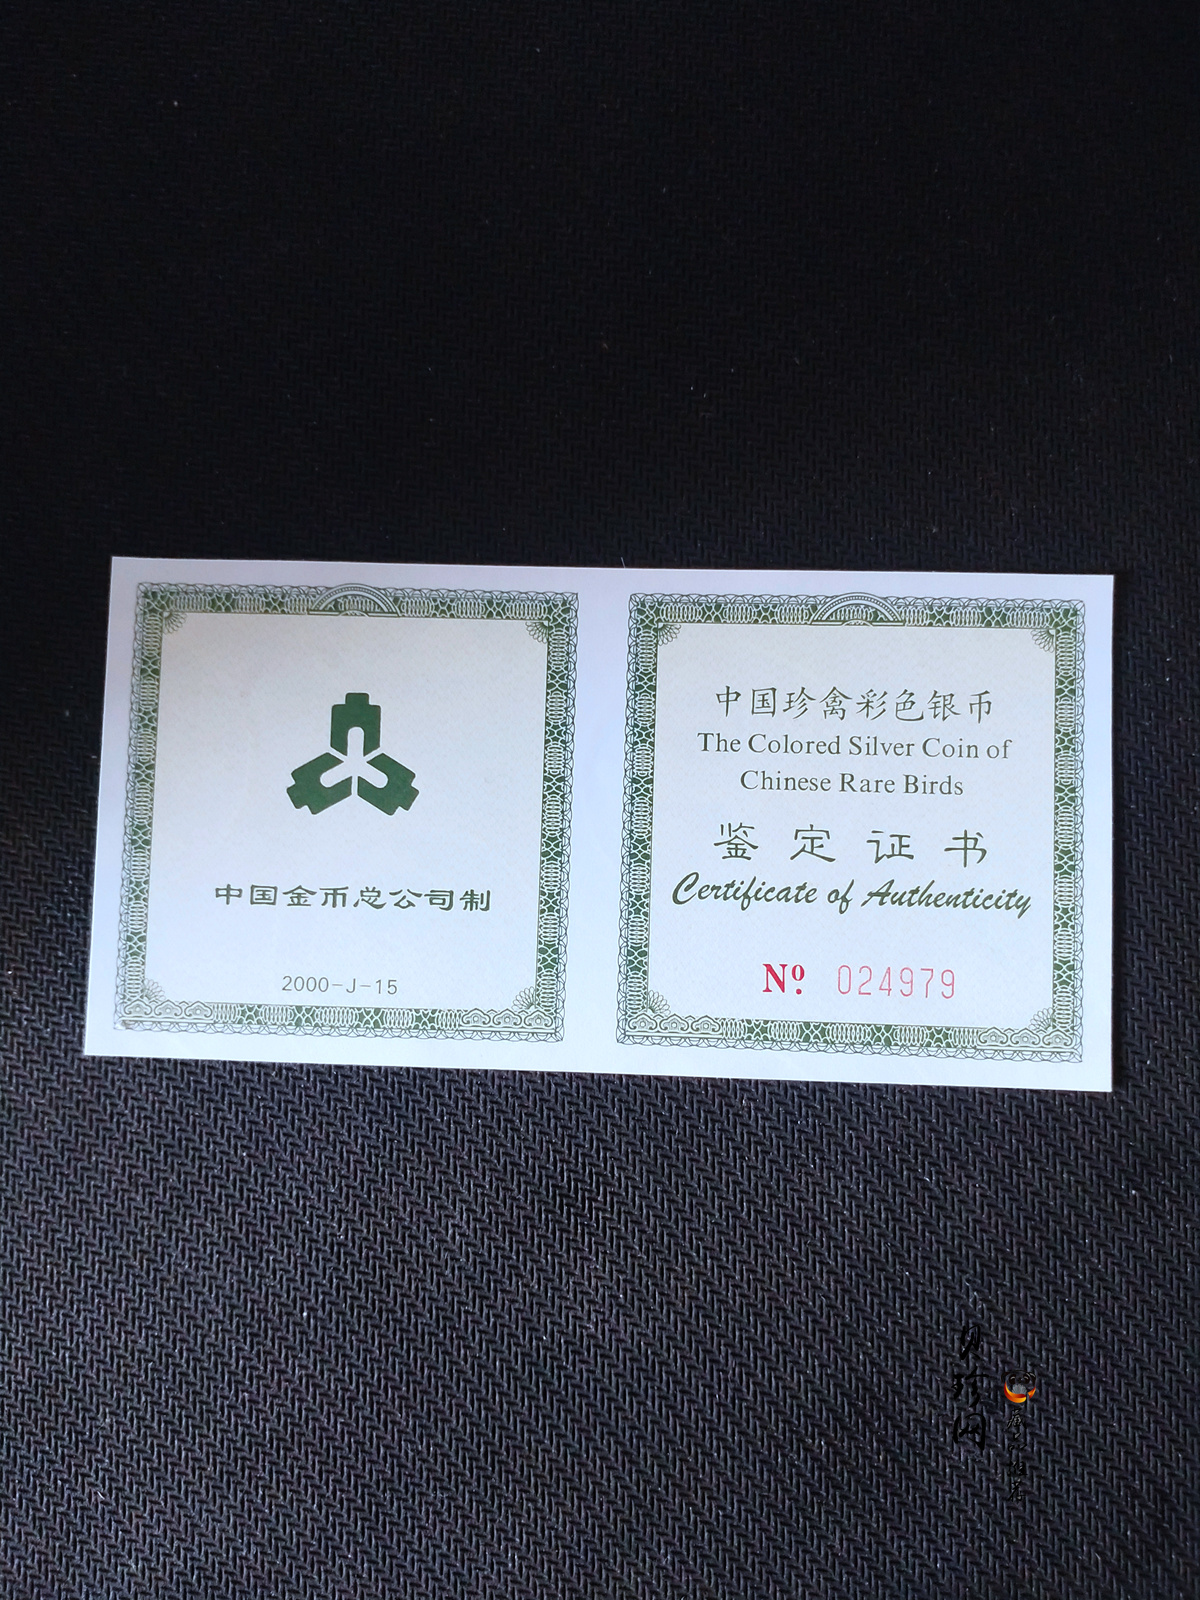 中国金币总公司制
2000-J-15
中国珍禽彩色银币
The Colored Silver Coin of
Chinese Rare Birds
鉴定证书
Certificate of Authenticity
Nº 024979